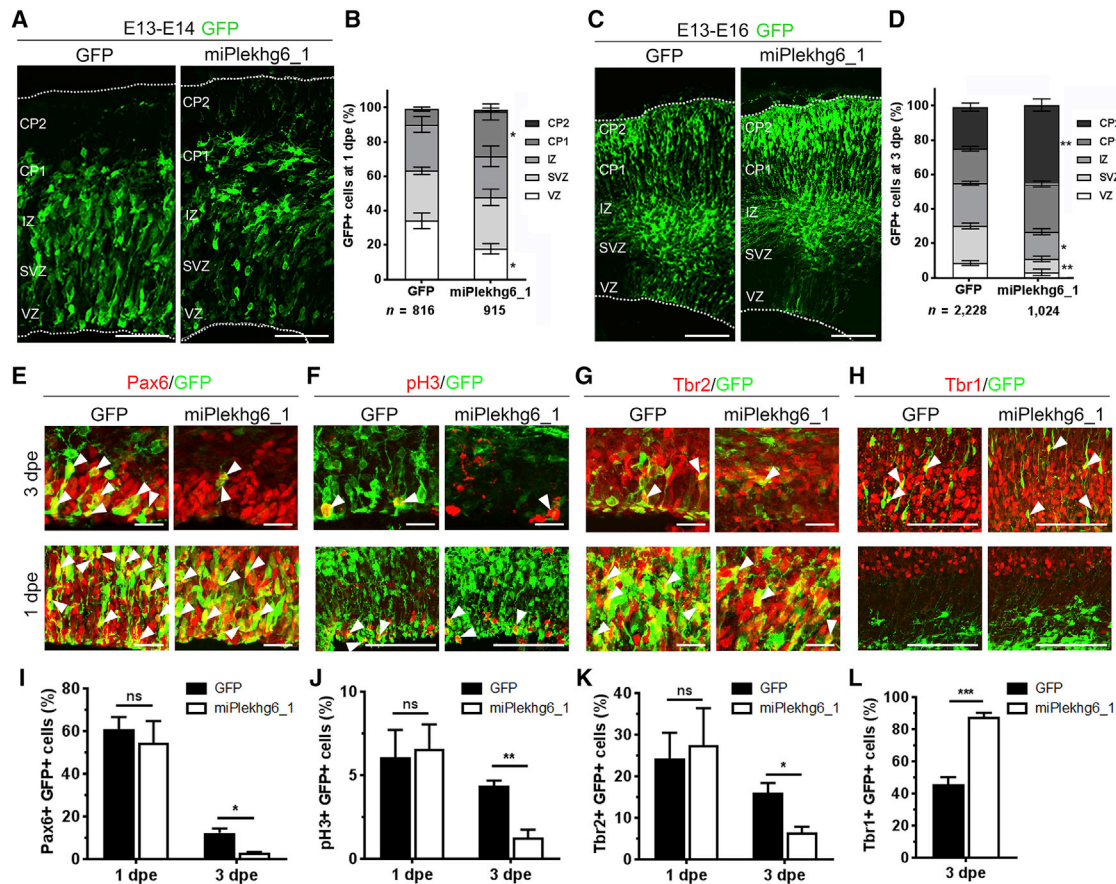 A
E13-E14 GFP
GFP
miPlekhg6_1
CP2
CP1
IZ
SVZ
VZ
B
GFP+ cells at 1 dpe (%)
100
80
60
40
20
0
*
*
CP2
CP1
IZ
SVZ
VZ
GFP
miPlekhg6_1
n = 816
915
C
E13-E16 GFP
GFP
miPlekhg6_1
CP2
CP1
IZ
SVZ
VZ
D
GFP+ cells at 3 dpe (%)
100
80
60
40
20
0
**
*
**
CP2
CP1
IZ
SVZ
VZ
GFP
miPlekhg6_1
n = 2,228
1,024
E
Pax6/GFP
GFP
miPlekhg6_1
F
pH3/GFP
GFP
miPlekhg6_1
G
Tbr2/GFP
GFP
miPlekhg6_1
H
Tbr1/GFP
GFP
miPlekhg6_1
3 dpe
1 dpe
I
Pax6+ GFP+ cells (%)
80
60
40
20
0
ns
*
GFP
miPlekhg6_1
1 dpe
3 dpe
J
pH3+ GFP+ cells (%)
10
5
0
ns
**
GFP
miPlekhg6_1
1 dpe
3 dpe
K
Tbr2+ GFP+ cells (%)
40
30
20
10
0
ns
*
GFP
miPlekhg6_1
1 dpe
3 dpe
L
Tbr1+ GFP+ cells (%)
100
80
60
40
20
0
***
GFP
miPlekhg6_1
3 dpe